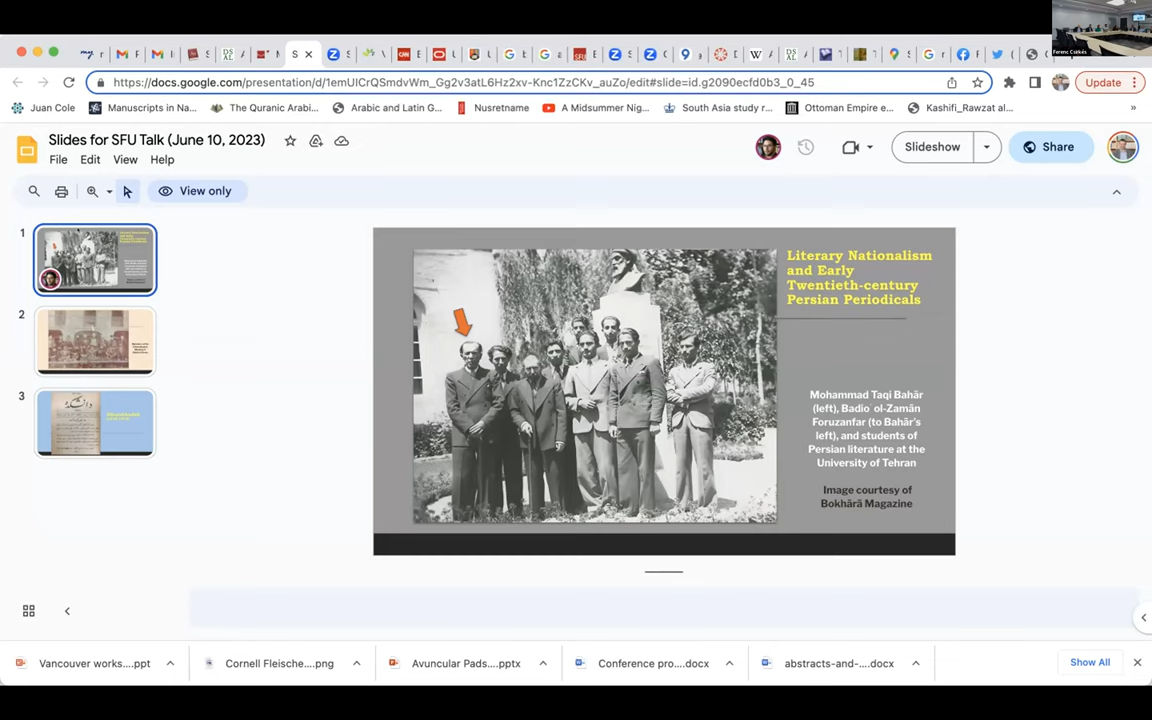 Ferenc Csirkés
S
W
CNN
SFU
https://docs.google.com/presentation/d/1emUlCrQSmdvWm_Gg2v3atL6Hz2xv-Knc1ZzCKv_auZo/edit#slide=id.g2090ecfd0b3_0_45
Update
Juan Cole
Manuscripts in Na...
The Quranic Arabi...
Arabic and Latin G...
Nusretname
A Midsummer Nig...
South Asia study r...
Ottoman Empire e...
Kashifi_Rawzat al...
»
Slides for SFU Talk (June 10, 2023)
File Edit View Help
Slideshow
Share
View only
1
2
3
Literary Nationalism
and Early
Twentieth-century
Persian Periodicals
Mohammad Taqi Bahār
(left), Badio`ol-Zamān
Foruzanfar (to Bahār's
left), and students of
Persian literature at the
University of Tehran
Image courtesy of
Bokhārā Magazine
Vancouver works....ppt
Cornell Fleische....png
Avuncular Pads....pptx
Conference pro....docx
abstracts-and-....docx
Show All